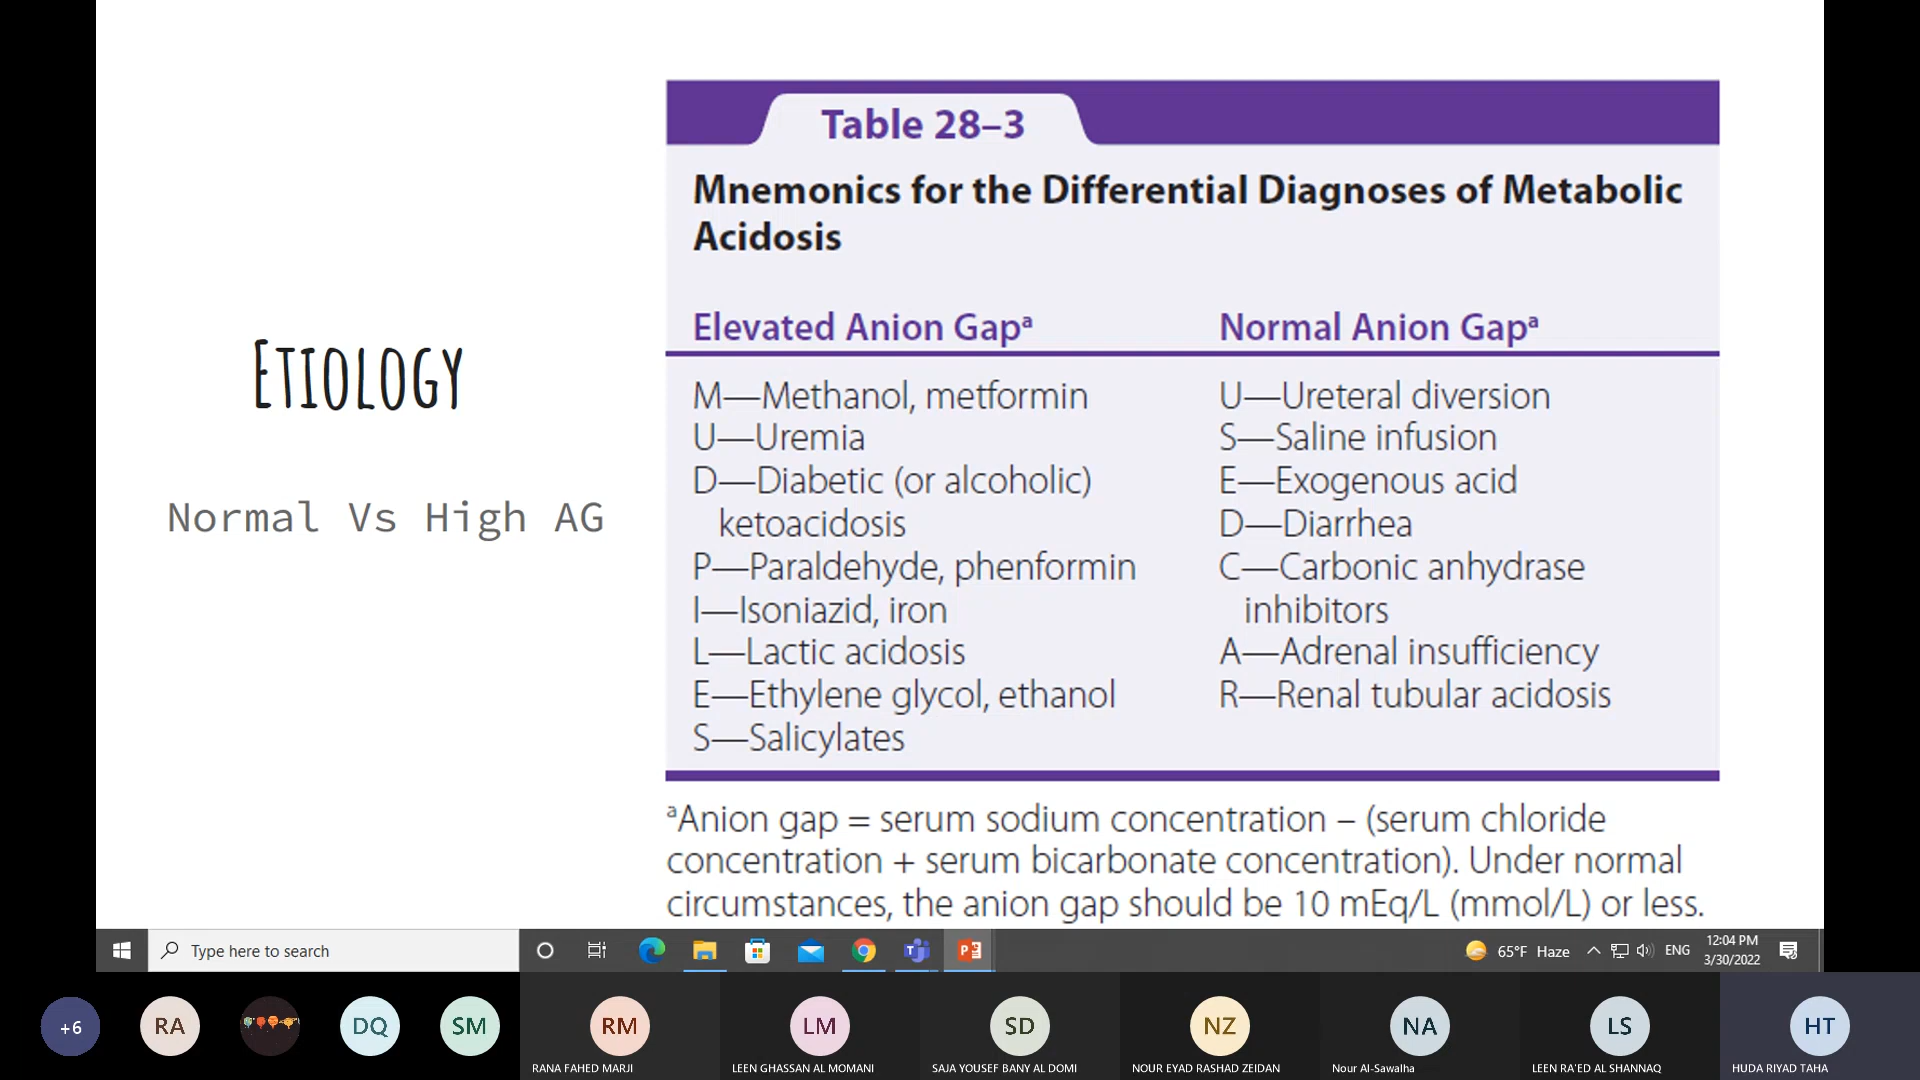 Table 28–3
Mnemonics for the Differential Diagnoses of Metabolic
Acidosis
Elevated Anion Gapᵃ
Normal Anion Gapᵃ
M—Methanol, metformin
U—Uremia
D—Diabetic (or alcoholic)
ketoacidosis
P—Paraldehyde, phenformin
I—Isoniazid, iron
L—Lactic acidosis
E—Ethylene glycol, ethanol
S—Salicylates
U—Ureteral diversion
S—Saline infusion
E—Exogenous acid
D—Diarrhea
C—Carbonic anhydrase
inhibitors
A—Adrenal insufficiency
R—Renal tubular acidosis
ᵃAnion gap = serum sodium concentration – (serum chloride
concentration + serum bicarbonate concentration). Under normal
circumstances, the anion gap should be 10 mEq/L (mmol/L) or less.
Etiology
Normal Vs High AG
Type here to search
65°F Haze
ENG
12:04 PM
3/30/2022
+6
RA
DQ
SM
RM
LM
SD
NZ
NA
LS
HT
RANA FAHED MARJI
LEEN GHASSAN AL MOMANI
SAJA YOUSEF BANY AL DOMI
NOUR EYAD RASHAD ZEIDAN
Nour Al-Sawalha
LEEN RA'ED AL SHANNAQ
HUDA RIYAD TAHA